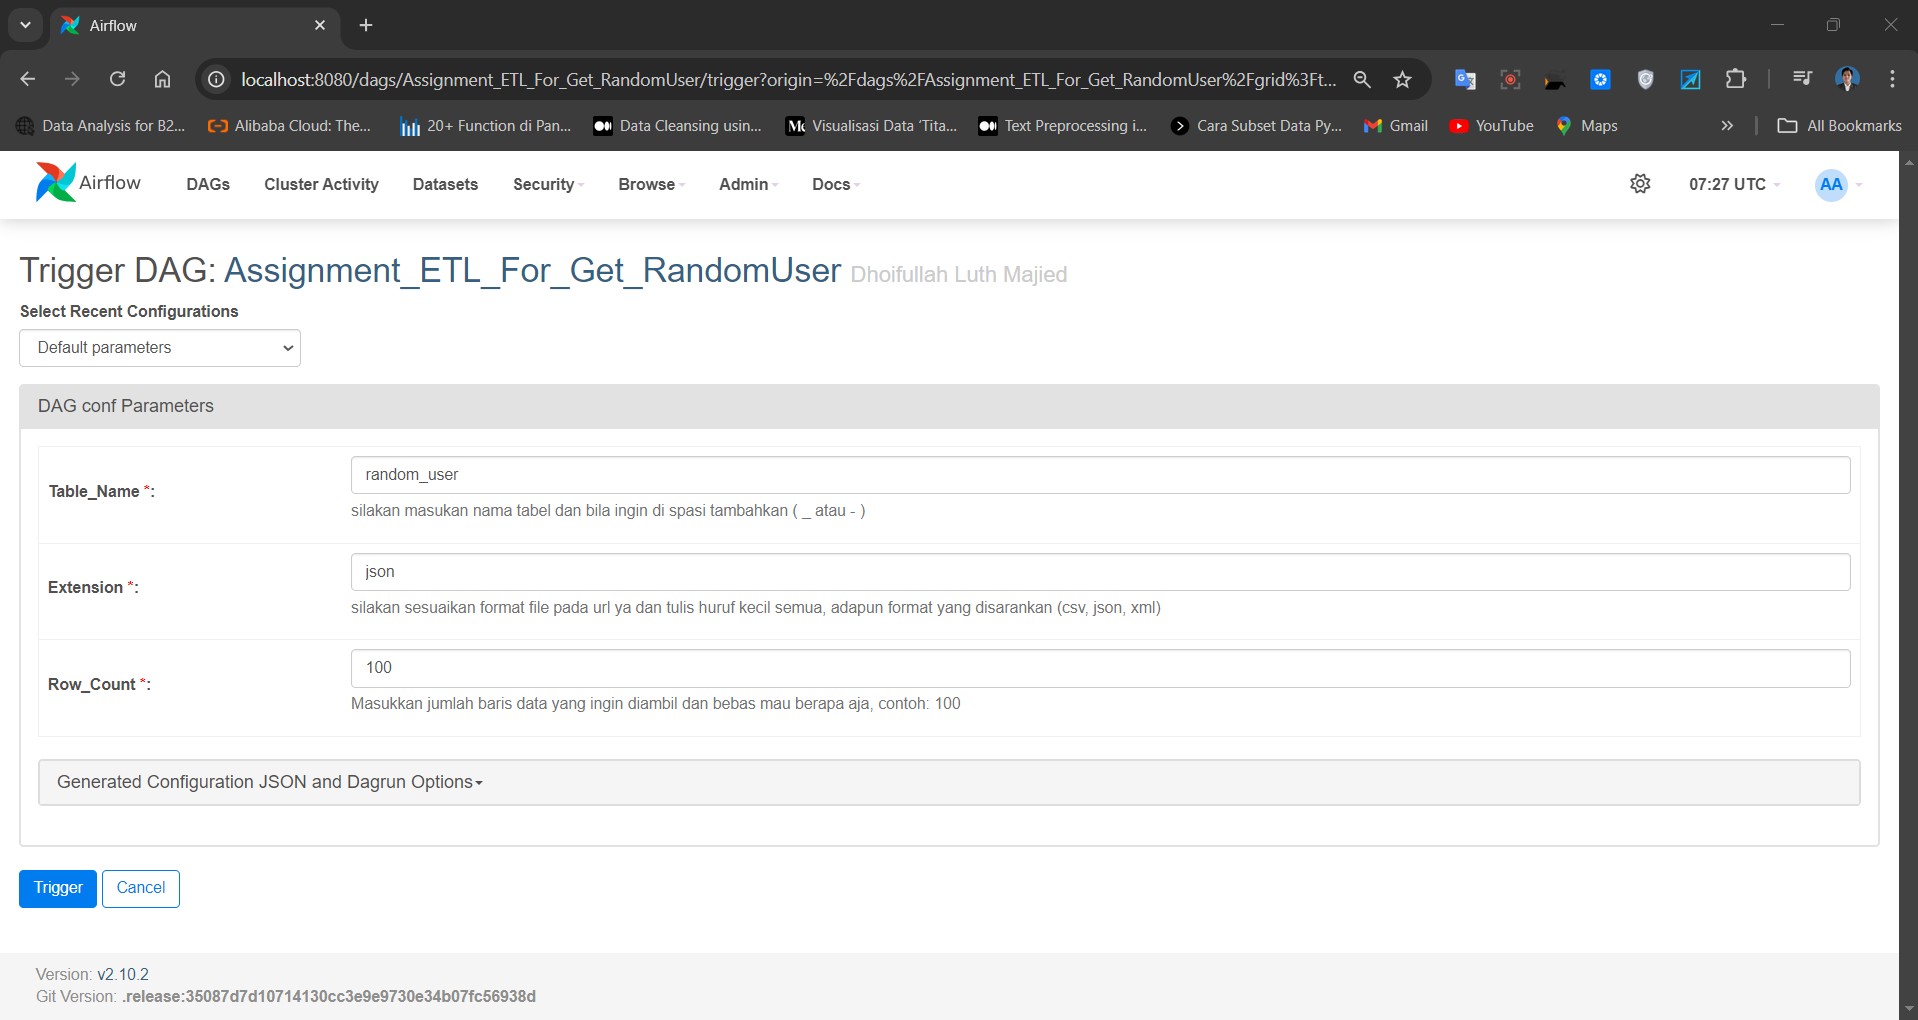 Airflow
localhost:8080/dags/Assignment_ETL_For_Get_RandomUser/trigger?origin=%2Fdags%2FAssignment_ETL_For_Get_RandomUser%2Fgrid%3Ft...
Data Analysis for B2... Alibaba Cloud: The... 20+ Function di Pan... Data Cleansing usin... Visualisasi Data 'Tita... Text Preprocessing i... Cara Subset Data Py... Gmail YouTube Maps All Bookmarks
Airflow DAGs Cluster Activity Datasets Security Browse Admin Docs 07:27 UTC AA
Trigger DAG: Assignment_ETL_For_Get_RandomUser Dhoifullah Luth Majied
Select Recent Configurations
Default parameters
DAG conf Parameters
Table_Name *: random_user
silakan masukan nama tabel dan bila ingin di spasi tambahkan ( _ atau - )
Extension *: json
silakan sesuaikan format file pada url ya dan tulis huruf kecil semua, adapun format yang disarankan (csv, json, xml)
Row_Count *: 100
Masukkan jumlah baris data yang ingin diambil dan bebas mau berapa aja, contoh: 100
Generated Configuration JSON and Dagrun Options
Trigger Cancel
Version: v2.10.2
Git Version: .release:35087d7d10714130cc3e9e9730e34b07fc56938d